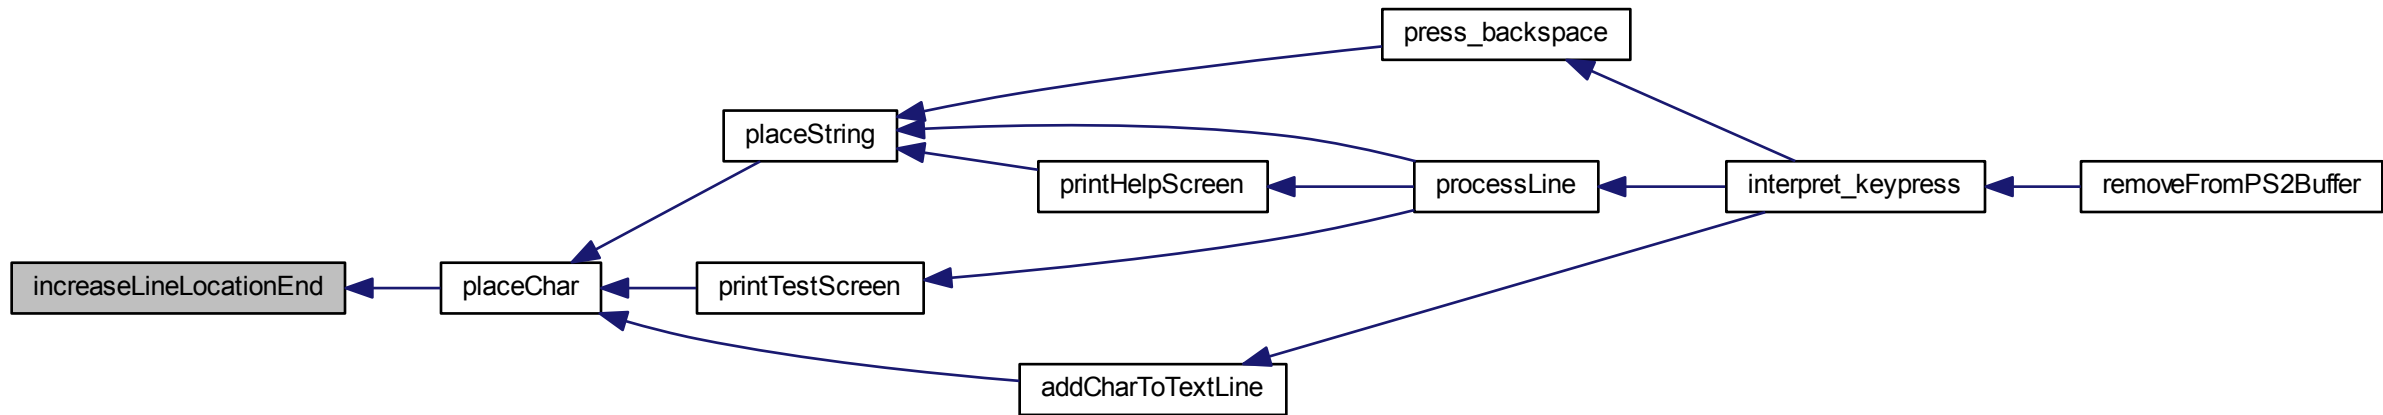 press_backspace
placeString
printHelpScreen
processLine
interpret_keypress
removeFromPS2Buffer
increaseLineLocationEnd
placeChar
printTestScreen
addCharToTextLine